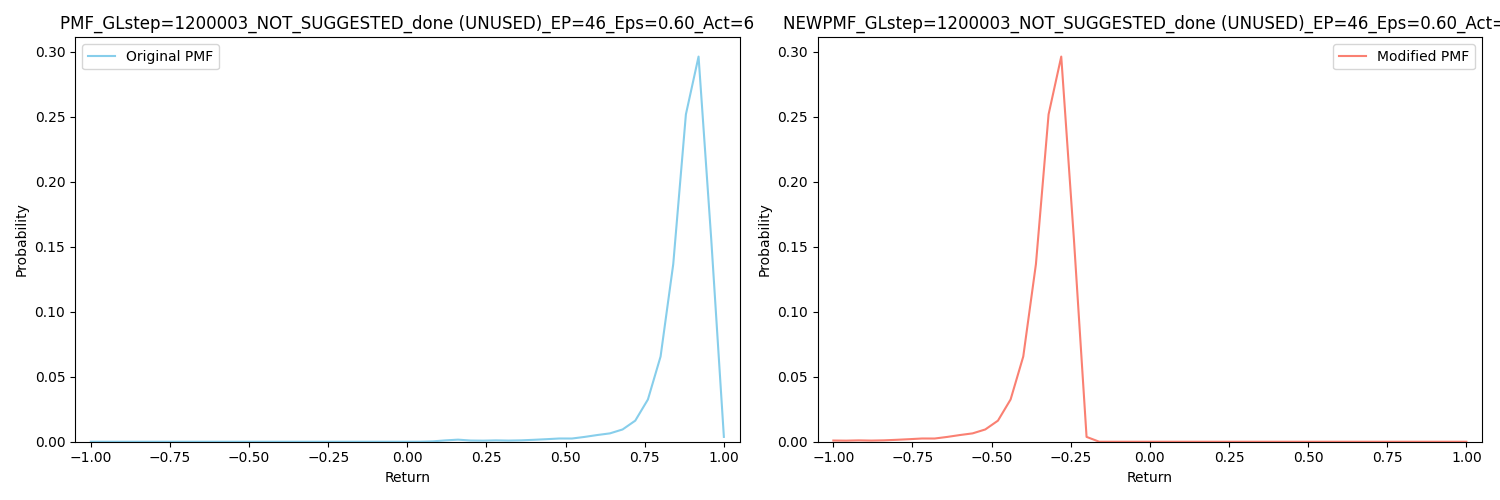 PMF_GLstep=1200003_NOT_SUGGESTED_done (UNUSED)_EP=46_Eps=0.60_Act=6
Original PMF
0.30
0.25
0.20
0.15
0.10
0.05
0.00
Probability
−1.00 −0.75 −0.50 −0.25 0.00 0.25 0.50 0.75 1.00
Return
NEWPMF_GLstep=1200003_NOT_SUGGESTED_done (UNUSED)_EP=46_Eps=0.60_Act=
Modified PMF
0.30
0.25
0.20
0.15
0.10
0.05
0.00
Probability
−1.00 −0.75 −0.50 −0.25 0.00 0.25 0.50 0.75 1.00
Return